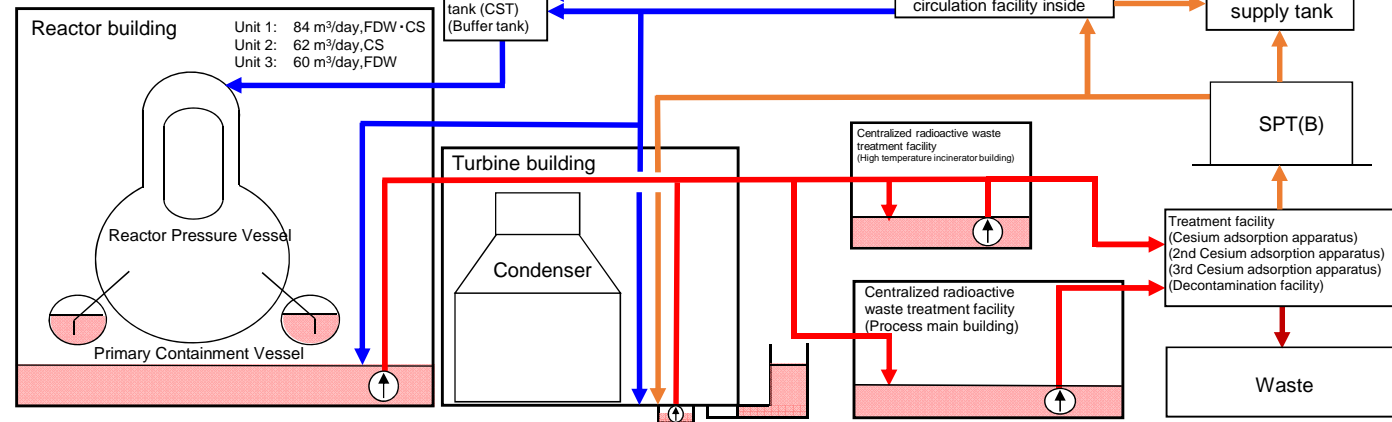 tank (CST)
(Buffer tank)
circulation facility inside
supply tank
Reactor building
Unit 1: 84 m³/day,FDW・CS
Unit 2: 62 m³/day,CS
Unit 3: 60 m³/day,FDW
SPT(B)
Centralized radioactive waste
treatment facility
(High temperature incinerator building)
Turbine building
Reactor Pressure Vessel
Condenser
Treatment facility
(Cesium adsorption apparatus)
(2nd Cesium adsorption apparatus)
(3rd Cesium adsorption apparatus)
(Decontamination facility)
Centralized radioactive
waste treatment facility
(Process main building)
Primary Containment Vessel
Waste